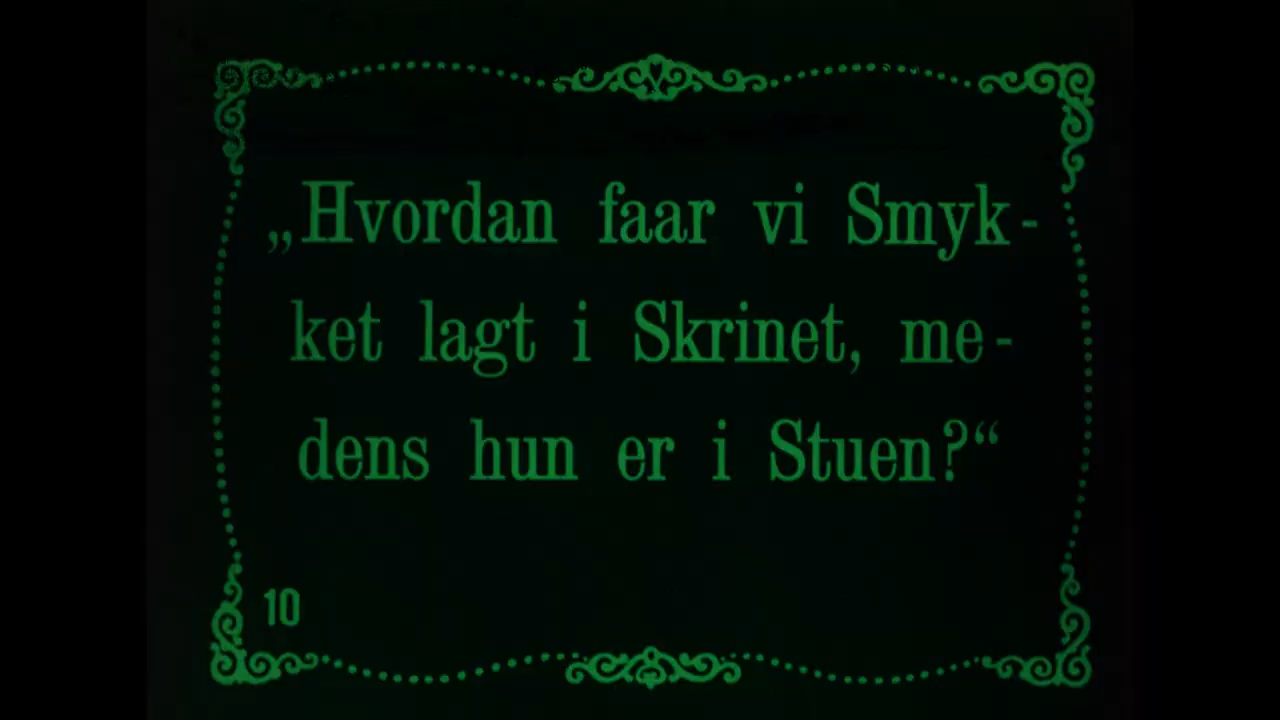 „Hvordan faar vi Smyk-
ket lagt i Skrinet, me-
dens hun er i Stuen?“
10